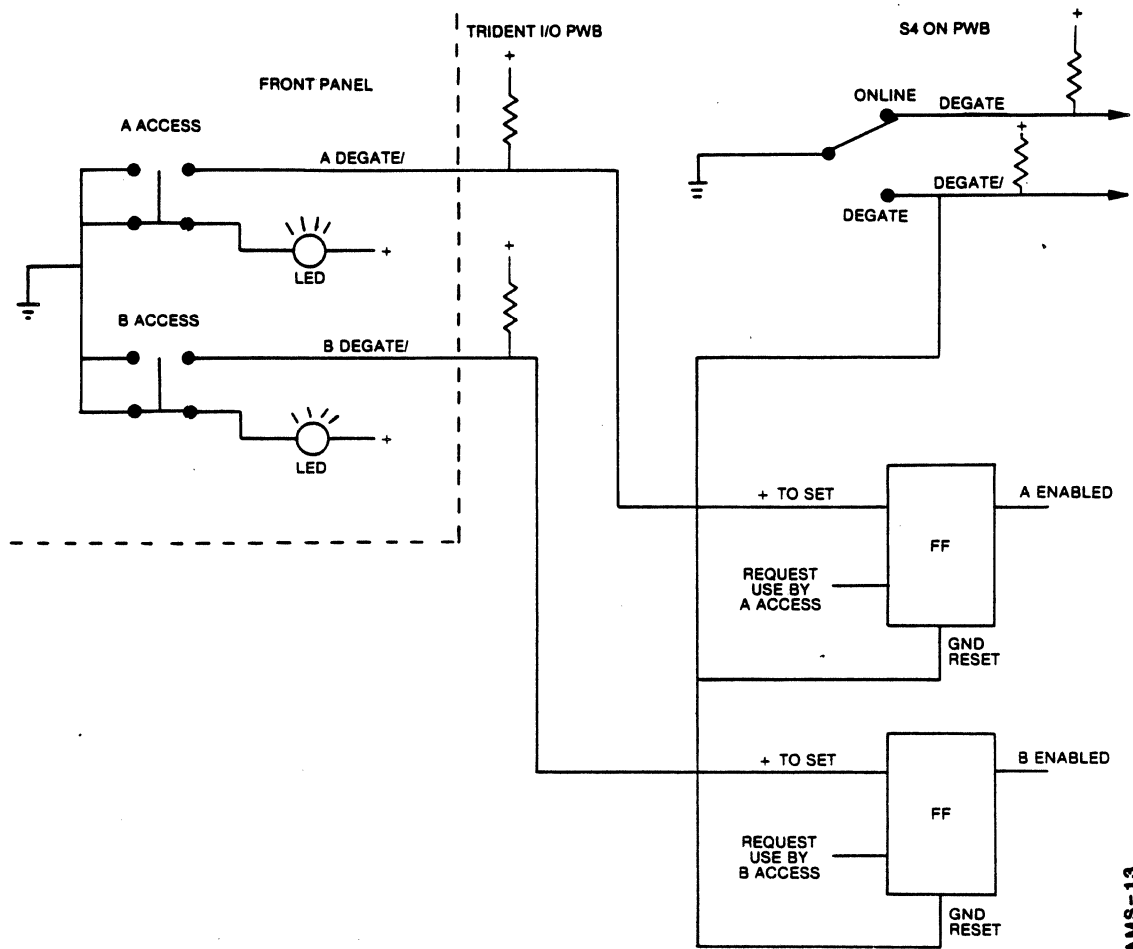 TRIDENT I/O PWB
S4 ON PWB
+
+
FRONT PANEL
ONLINE
DEGATE
A ACCESS
+
A DEGATE/
DEGATE/
DEGATE
+
LED
+
B ACCESS
B DEGATE/
+
LED
+ TO SET
A ENABLED
FF
REQUEST
USE BY
A ACCESS
GND
RESET
+ TO SET
B ENABLED
FF
REQUEST
USE BY
B ACCESS
GND
RESET